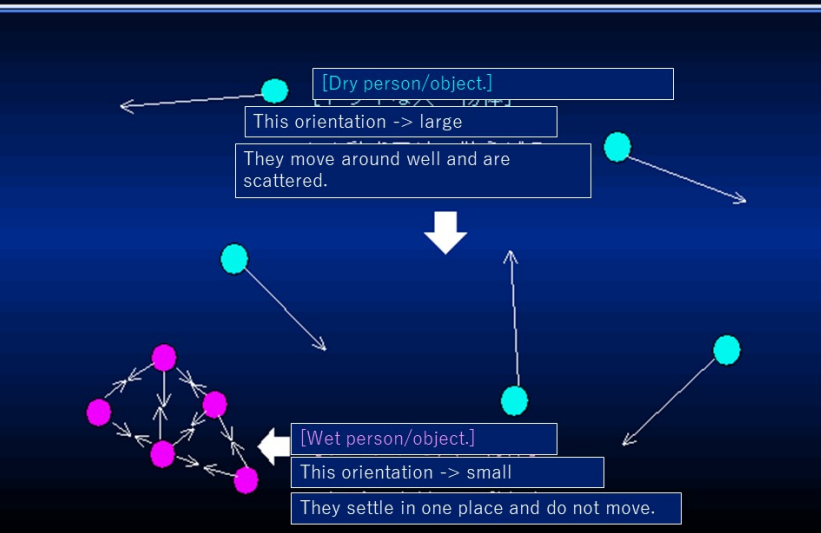 [Dry person/object.]
This orientation -> large
They move around well and are
scattered.
[Wet person/object.]
This orientation -> small
They settle in one place and do not move.